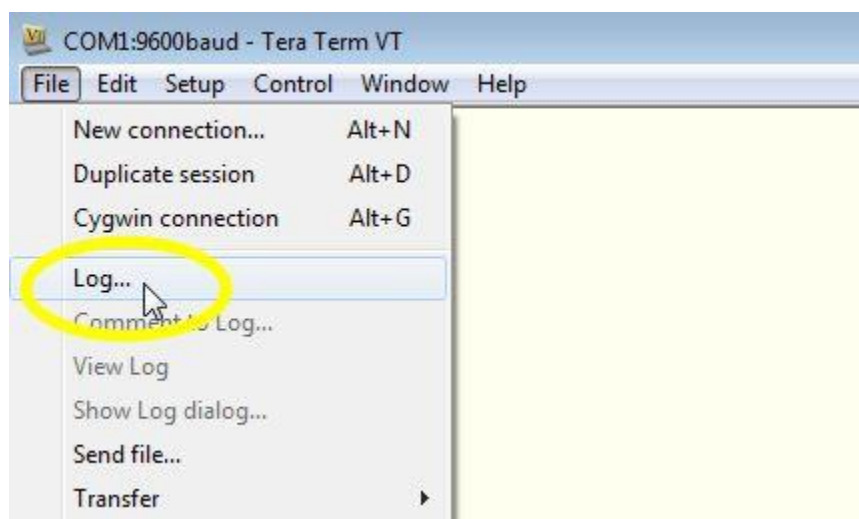 COM1:9600baud - Tera Term VT
File Edit Setup Control Window Help
New connection... Alt+N
Duplicate session Alt+D
Cygwin connection Alt+G
Log...
Comment to Log...
View Log
Show Log dialog...
Send file...
Transfer